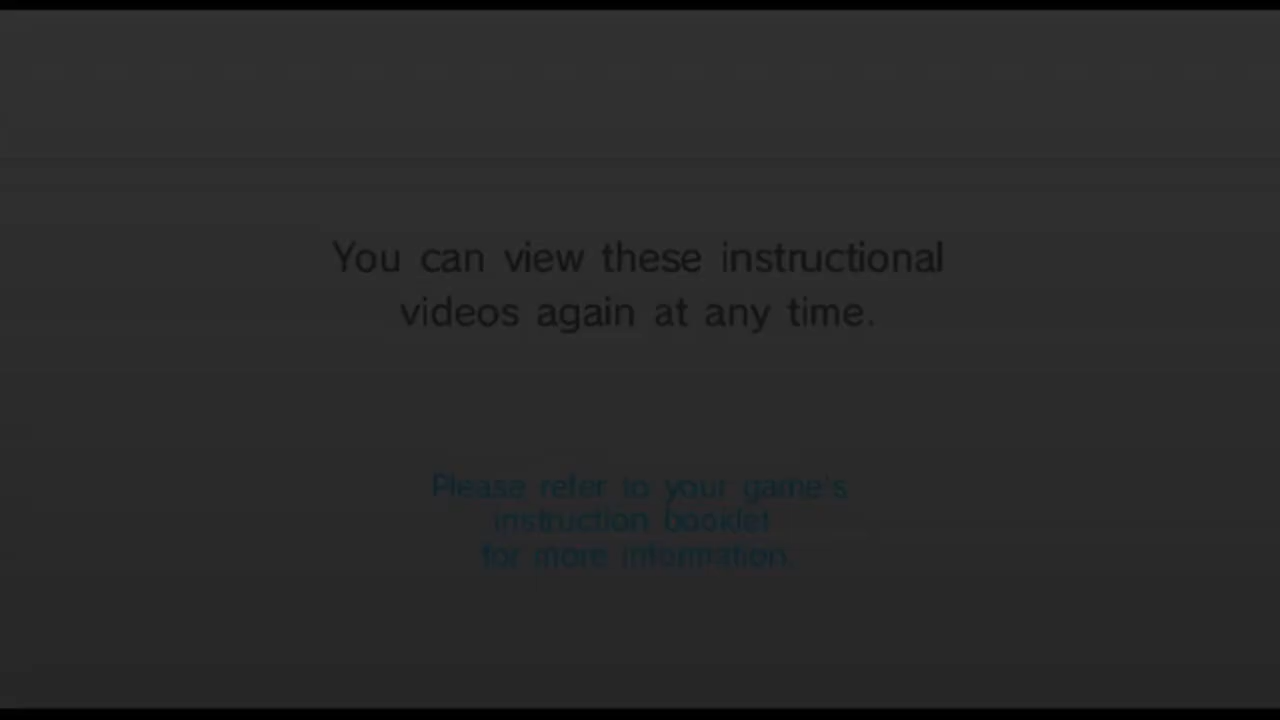 You can view these instructional
videos again at any time.
Please refer to your game's
instruction booklet
for more information.